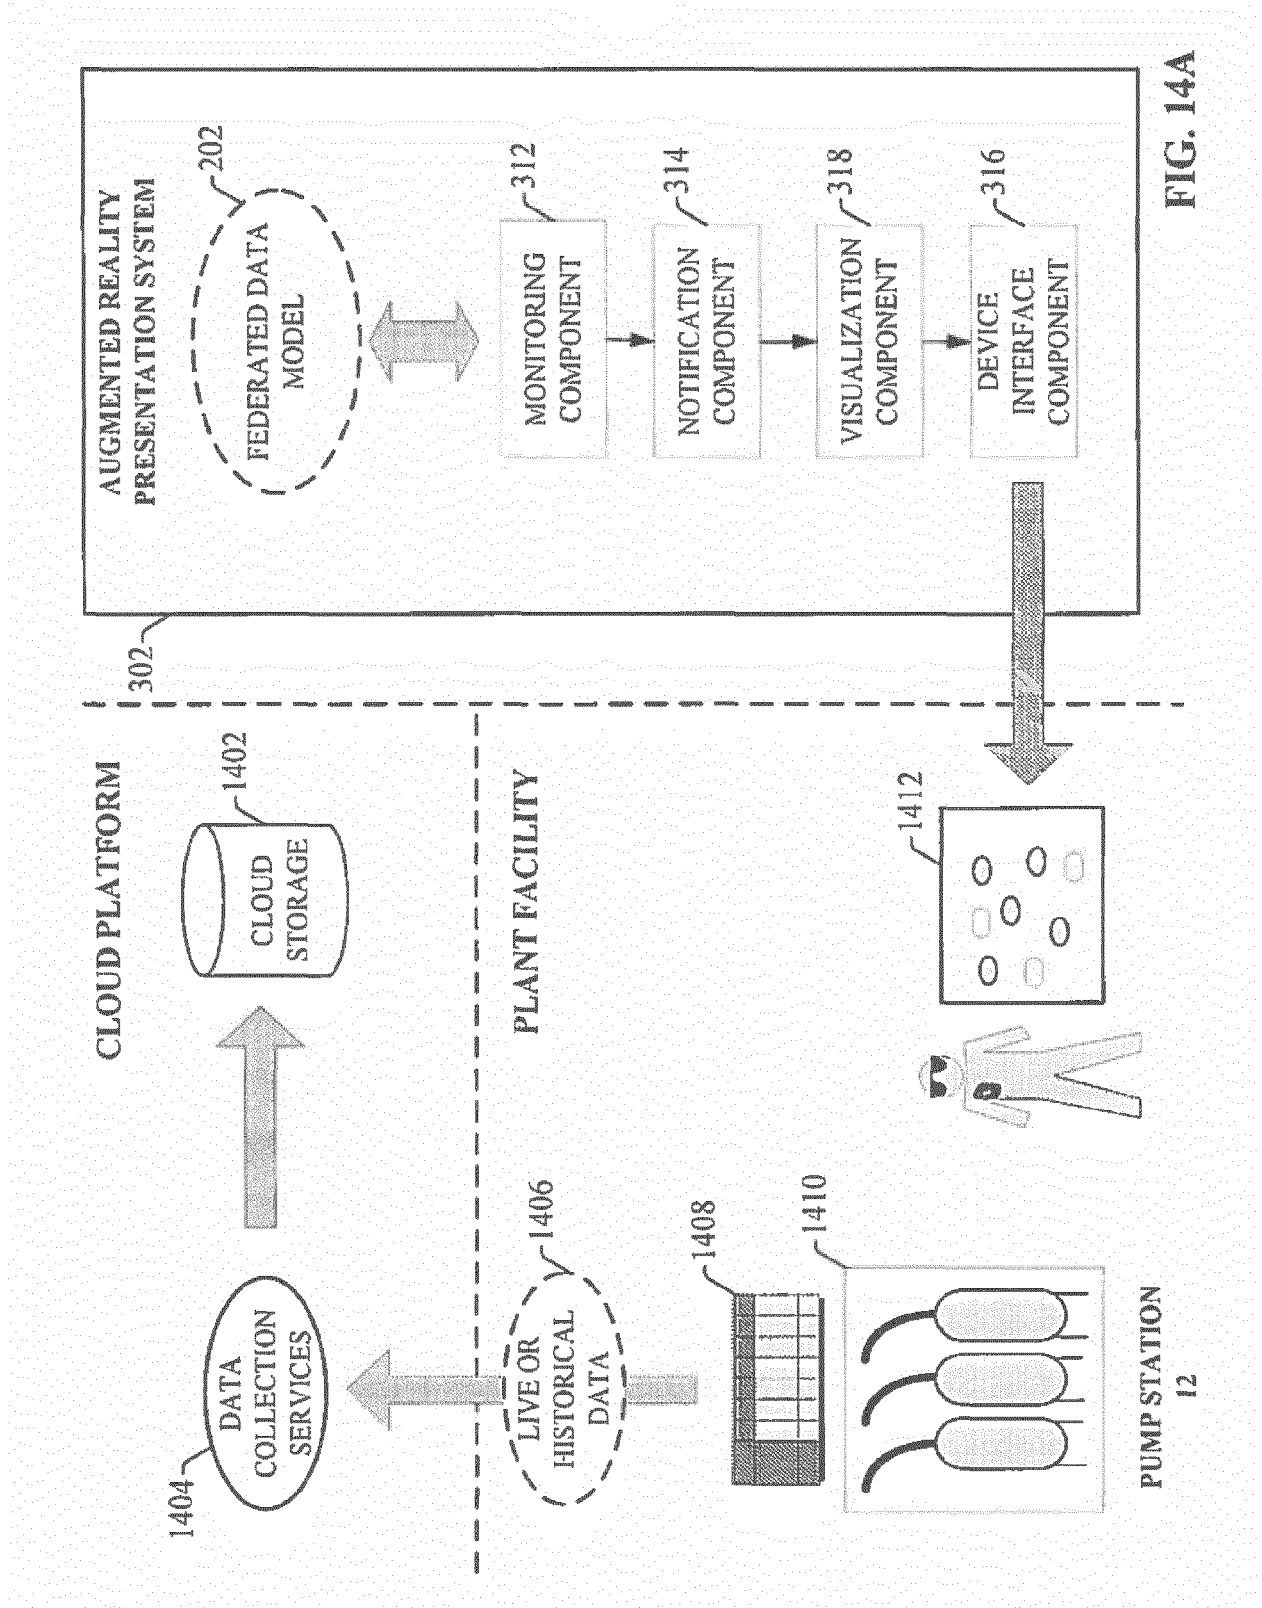 CLOUD PLATFORM
1404
DATA
COLLECTION
SERVICES
1402
CLOUD
STORAGE
PLANT FACILITY
1406
LIVE OR
HISTORICAL
DATA
1408
1410
PUMP STATION
12
1412
302
AUGMENTED REALITY
PRESENTATION SYSTEM
202
FEDERATED DATA
MODEL
312
MONITORING
COMPONENT
314
NOTIFICATION
COMPONENT
318
VISUALIZATION
COMPONENT
316
DEVICE
INTERFACE
COMPONENT
FIG. 14A